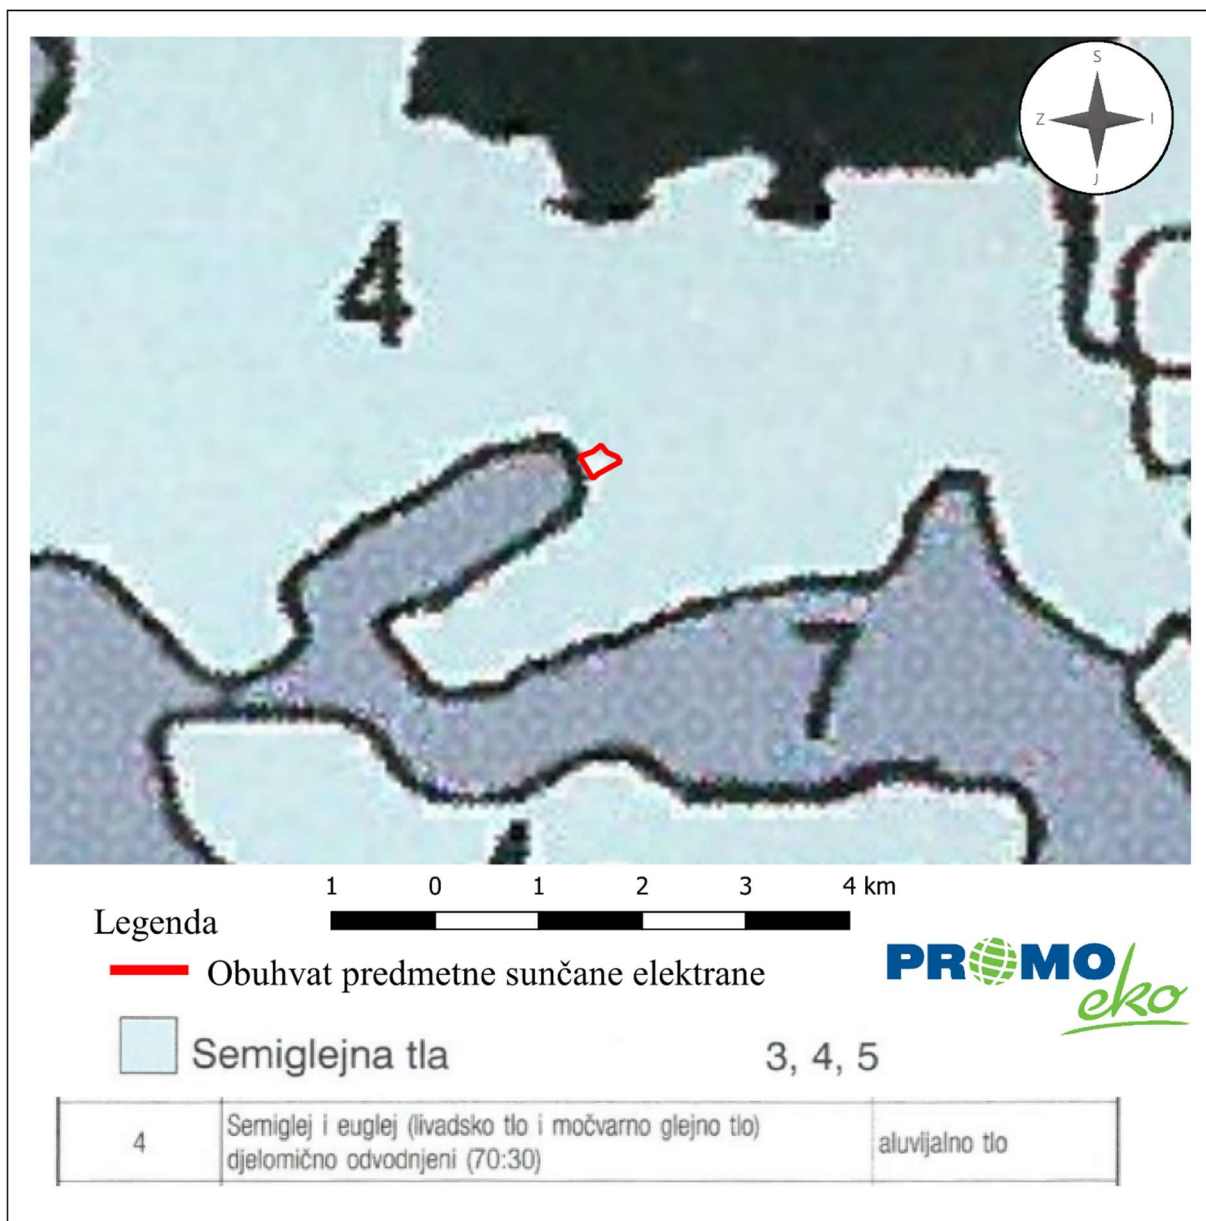 S
Z I
J
4
7
1 0 1 2 3 4 km
Legenda
Obuhvat predmetne sunčane elektrane
PROMO
eko
Semiglejna tla 3, 4, 5
4 Semiglej i euglej (livadsko tlo i močvarno glejno tlo) aluvijalno tlo
djelomično odvodnjeni (70:30)